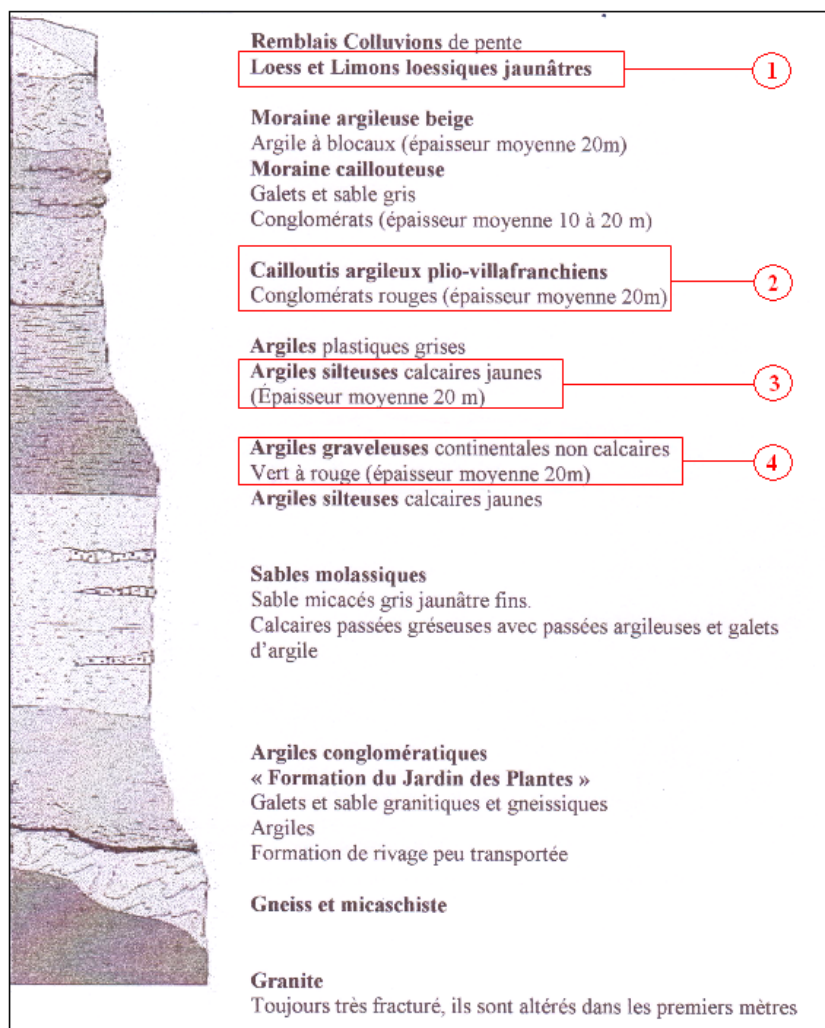 Remblais Colluvions de pente
Loess et Limons loessiques jaunâtres
1
Moraine argileuse beige
Argile à blocaux (épaisseur moyenne 20m)
Moraine caillouteuse
Galets et sable gris
Conglomérats (épaisseur moyenne 10 à 20 m)
Cailloutis argileux plio-villafranchiens
Conglomérats rouges (épaisseur moyenne 20m)
2
Argiles plastiques grises
Argiles silteuses calcaires jaunes
(Épaisseur moyenne 20 m)
3
Argiles graveleuses continentales non calcaires
Vert à rouge (épaisseur moyenne 20m)
4
Argiles silteuses calcaires jaunes
Sables molassiques
Sable micacés gris jaunâtre fins.
Calcaires passées gréseuses avec passées argileuses et galets
d'argile
Argiles conglomératiques
« Formation du Jardin des Plantes »
Galets et sable granitiques et gneissiques
Argiles
Formation de rivage peu transportée
Gneiss et micaschiste
Granite
Toujours très fracturé, ils sont altérés dans les premiers mètres